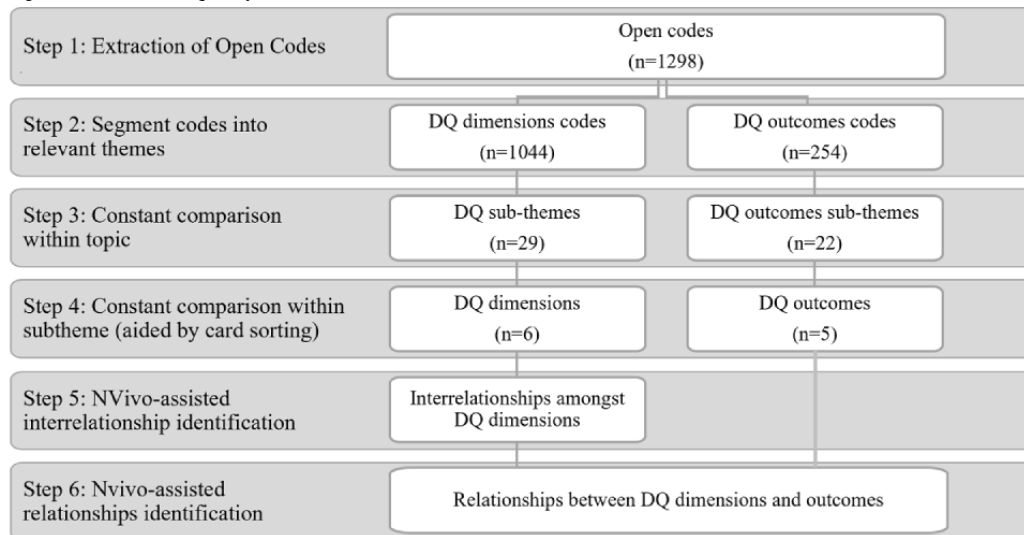 Step 1: Extraction of Open Codes
Open codes
(n=1298)
Step 2: Segment codes into
relevant themes
DQ dimensions codes
(n=1044)
DQ outcomes codes
(n=254)
Step 3: Constant comparison
within topic
DQ sub-themes
(n=29)
DQ outcomes sub-themes
(n=22)
Step 4: Constant comparison within
subtheme (aided by card sorting)
DQ dimensions
(n=6)
DQ outcomes
(n=5)
Step 5: NVivo-assisted
interrelationship identification
Interrelationships amongst
DQ dimensions
Step 6: Nvivo-assisted
relationships identification
Relationships between DQ dimensions and outcomes